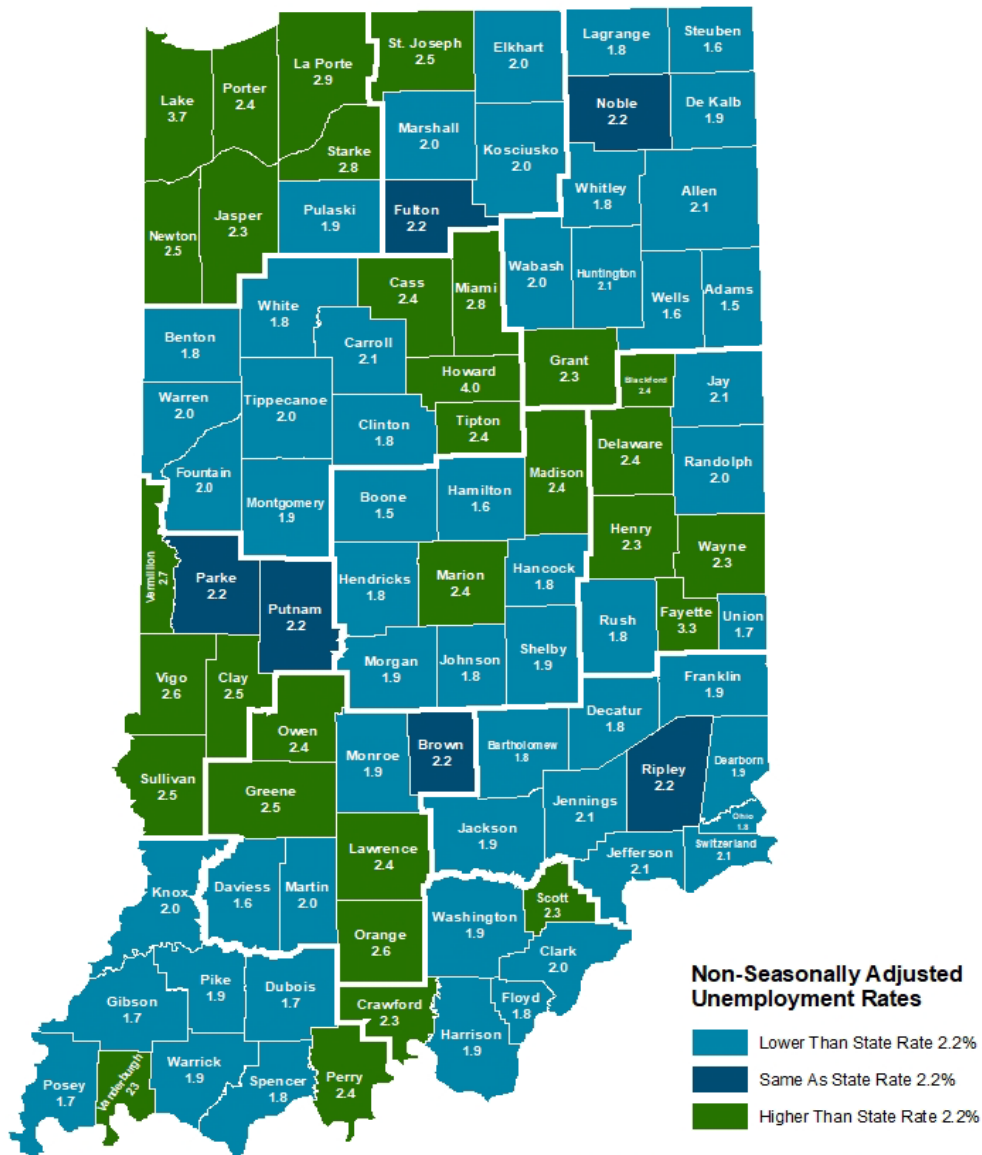 Lagrange
1.8
Steuben
1.6
St. Joseph
2.5
Elkhart
2.0
La Porte
2.9
Porter
2.4
Lake
3.7
Noble
2.2
De Kalb
1.9
Marshall
2.0
Kosciusko
2.0
Starke
2.8
Whitley
1.8
Allen
2.1
Pulaski
1.9
Fulton
2.2
Jasper
2.3
Newton
2.5
Wabash
2.0
Huntington
2.1
Wells
1.6
Adams
1.5
Cass
2.4
Miami
2.8
White
1.8
Benton
1.8
Carroll
2.1
Grant
2.3
Blackford
2.4
Jay
2.1
Howard
4.0
Warren
2.0
Tippecanoe
2.0
Clinton
1.8
Tipton
2.4
Delaware
2.4
Randolph
2.0
Fountain
2.0
Montgomery
1.9
Boone
1.5
Hamilton
1.6
Madison
2.4
Henry
2.3
Wayne
2.3
Vermillion
2.7
Parke
2.2
Putnam
2.2
Hendricks
1.8
Marion
2.4
Hancock
1.8
Rush
1.8
Fayette
3.3
Union
1.7
Vigo
2.6
Clay
2.5
Morgan
1.9
Johnson
1.8
Shelby
1.9
Franklin
1.9
Decatur
1.8
Owen
2.4
Monroe
1.9
Brown
2.2
Bartholomew
1.8
Ripley
2.2
Dearborn
1.9
Sullivan
2.5
Greene
2.5
Jennings
2.1
Ohio
Jackson
1.9
Lawrence
2.4
Jefferson
2.1
Switzerland
2.1
Knox
2.0
Daviess
1.6
Martin
2.0
Washington
1.9
Scott
2.3
Orange
2.6
Clark
2.0
Pike
1.9
Dubois
1.7
Gibson
1.7
Crawford
2.3
Floyd
1.8
Harrison
1.9
Posey
1.7
Vanderburgh
23
Warrick
1.9
Spencer
1.8
Perry
2.4
Non-Seasonally Adjusted
Unemployment Rates
Lower Than State Rate 2.2%
Same As State Rate 2.2%
Higher Than State Rate 2.2%